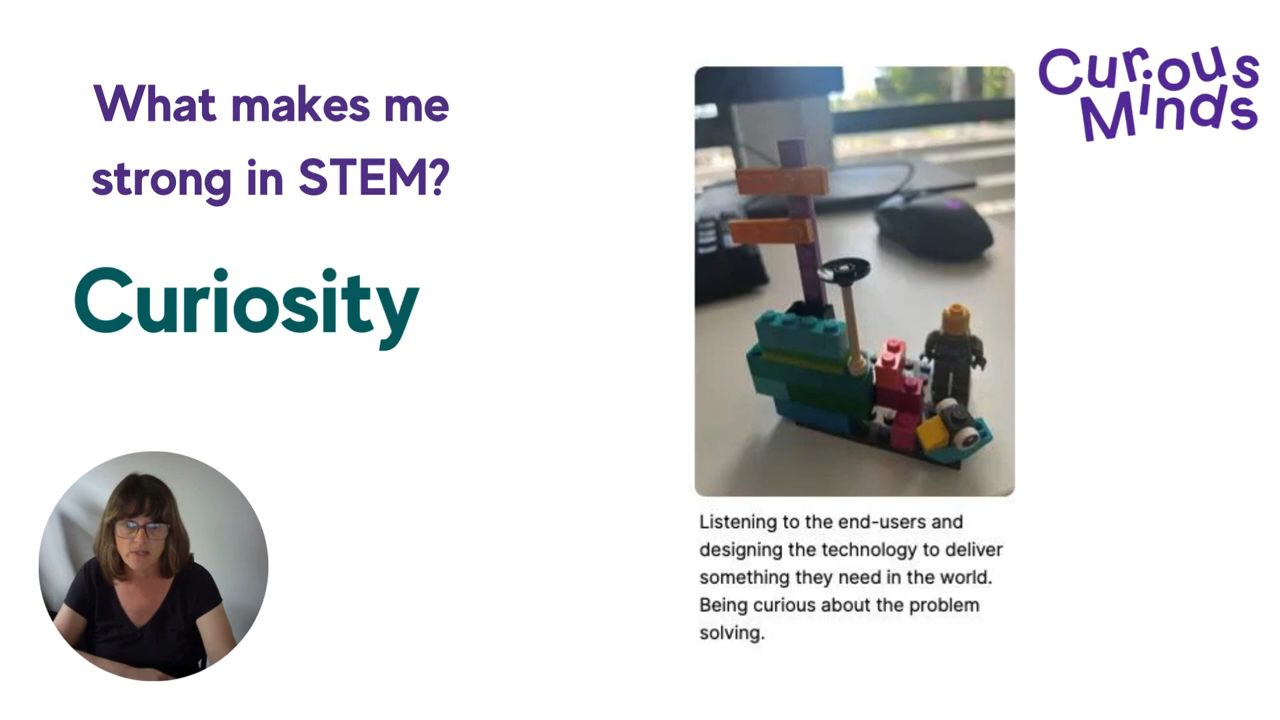 What makes me
strong in STEM?
Curiosity
Curious
Minds
Listening to the end-users and
designing the technology to deliver
something they need in the world.
Being curious about the problem
solving.